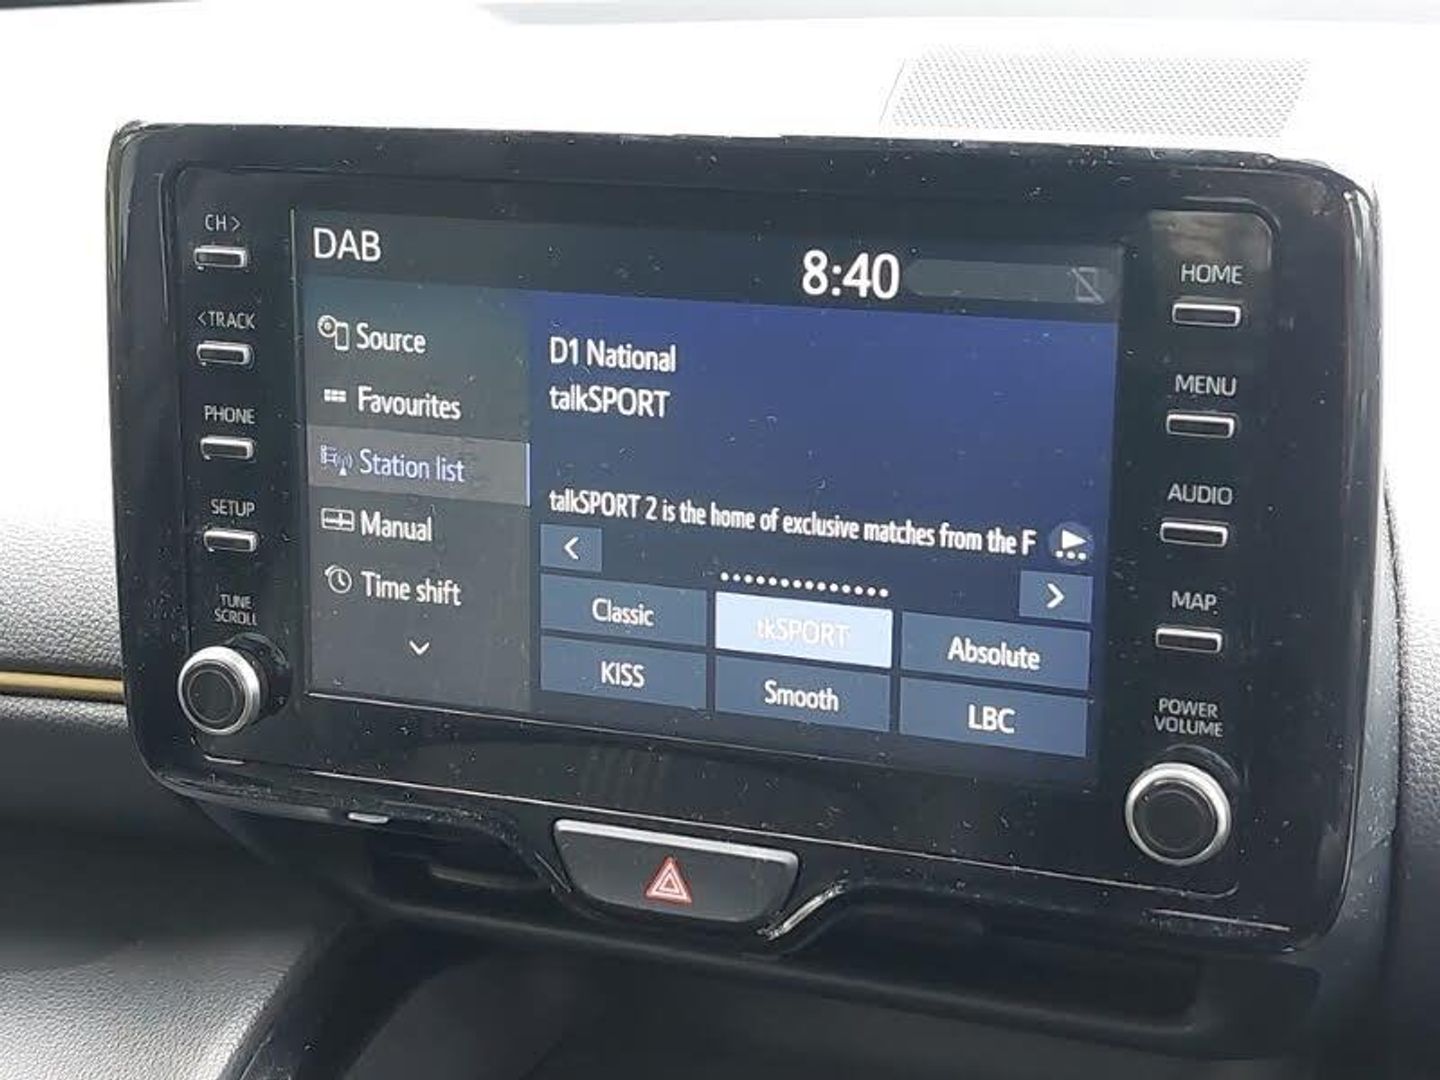 CH>
<TRACK
PHONE
SETUP
TUNE
SCROLL
DAB
8:40
Source
Favourites
Station list
Manual
Time shift
D1 National
talkSPORT
talkSPORT 2 is the home of exclusive matches from the F
<
>
Classic
tkSPORT
Absolute
KISS
Smooth
LBC
HOME
MENU
AUDIO
MAP
POWER
VOLUME